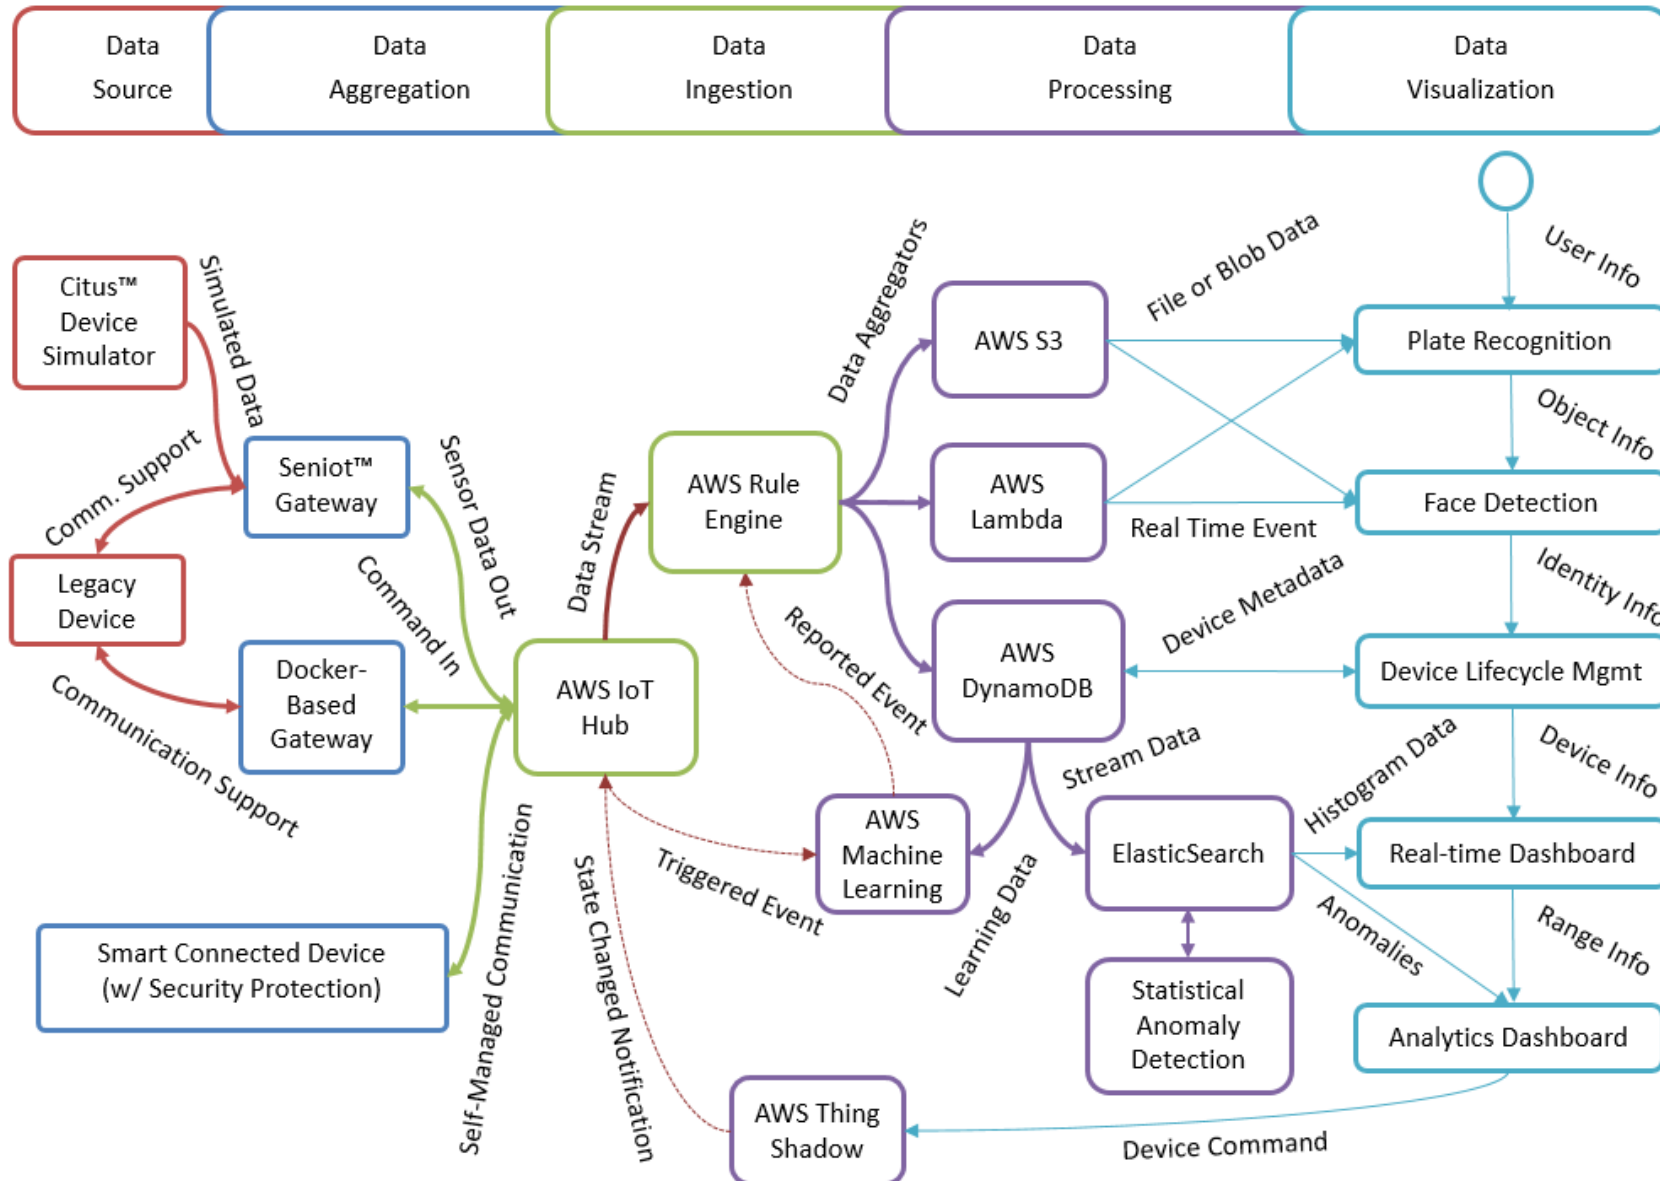 Data
Source
Data
Aggregation
Data
Ingestion
Data
Processing
Data
Visualization
Citus™
Device
Simulator
Simulated Data
Comm. Support
Seniot™
Gateway
Legacy
Device
Communication Support
Docker-
Based
Gateway
Sensor Data Out
Command In
Smart Connected Device
(w/ Security Protection)
Self-Managed Communication
AWS IoT
Hub
Data Stream
AWS Rule
Engine
Data Aggregators
Reported Event
Triggered Event
State Changed Notification
AWS S3
AWS
Lambda
AWS
DynamoDB
AWS
Machine
Learning
Learning Data
Stream Data
ElasticSearch
Statistical
Anomaly
Detection
AWS Thing
Shadow
File or Blob Data
Real Time Event
Device Metadata
Histogram Data
Anomalies
Device Command
User Info
Plate Recognition
Object Info
Face Detection
Identity Info
Device Lifecycle Mgmt
Device Info
Real-time Dashboard
Range Info
Analytics Dashboard